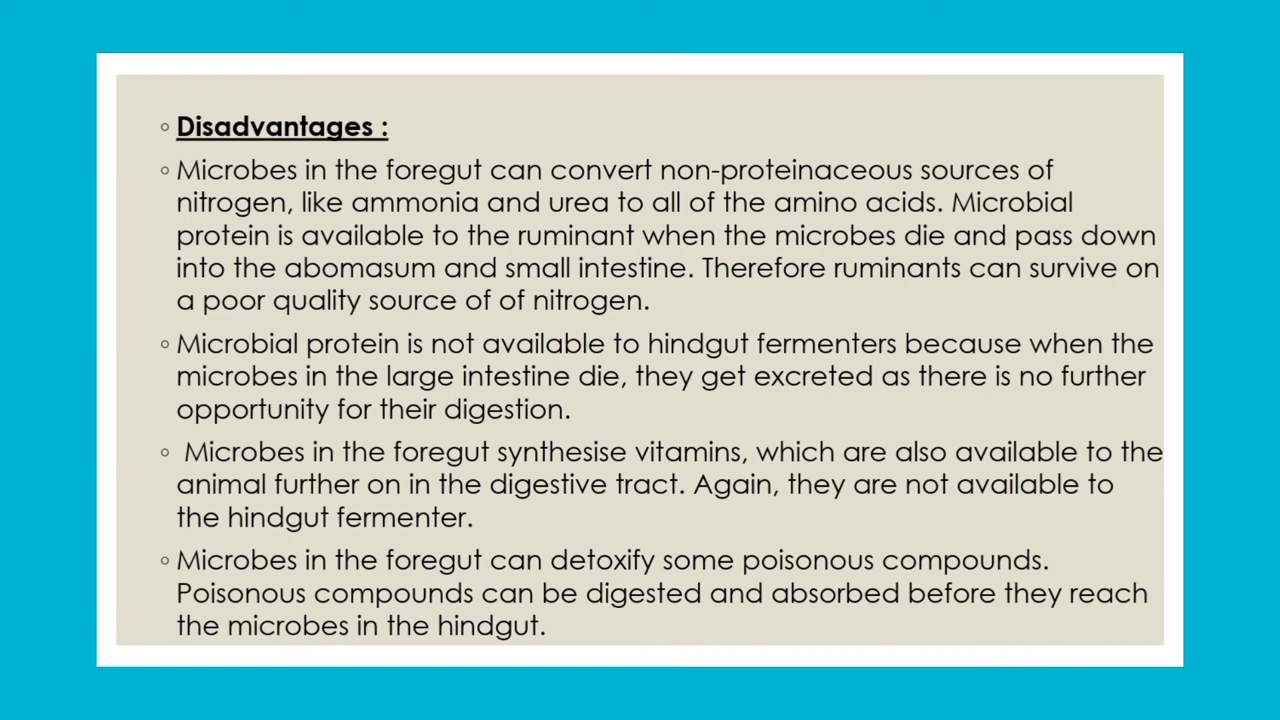 ◦ Disadvantages :
◦ Microbes in the foregut can convert non-proteinaceous sources of
nitrogen, like ammonia and urea to all of the amino acids. Microbial
protein is available to the ruminant when the microbes die and pass down
into the abomasum and small intestine. Therefore ruminants can survive on
a poor quality source of of nitrogen.
◦ Microbial protein is not available to hindgut fermenters because when the
microbes in the large intestine die, they get excreted as there is no further
opportunity for their digestion.
◦ Microbes in the foregut synthesise vitamins, which are also available to the
animal further on in the digestive tract. Again, they are not available to
the hindgut fermenter.
◦ Microbes in the foregut can detoxify some poisonous compounds.
Poisonous compounds can be digested and absorbed before they reach
the microbes in the hindgut.